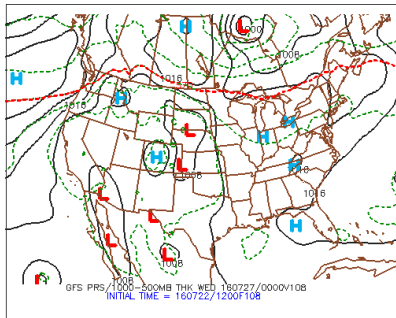 L
1000
H
1008
H
1016
H
1016
L
H
H
H
L
1008
H
1016
L
L
H
L
L
1008
L
1008
GFS PRS/1000-500MB THK WED 160727/0000V108
INITIAL TIME = 160722/1200F108